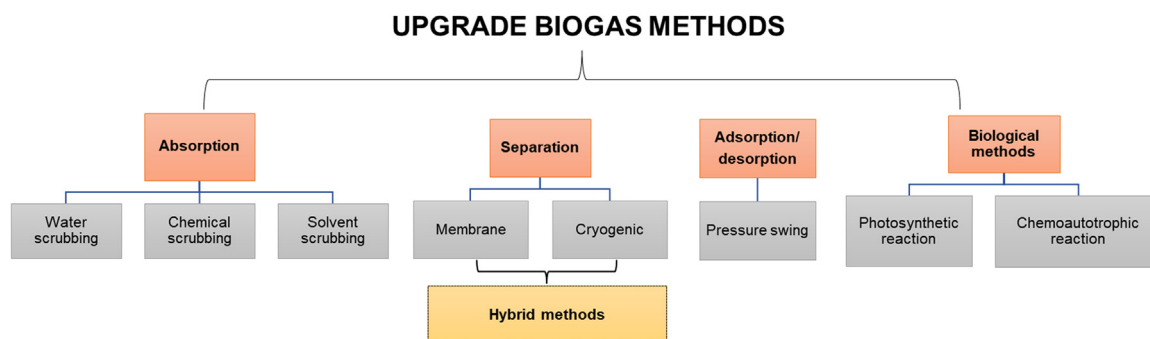 UPGRADE BIOGAS METHODS
Absorption
Water
scrubbing
Chemical
scrubbing
Solvent
scrubbing
Separation
Membrane
Cryogenic
Hybrid methods
Adsorption/
desorption
Pressure swing
Biological
methods
Photosynthetic
reaction
Chemoautotrophic
reaction